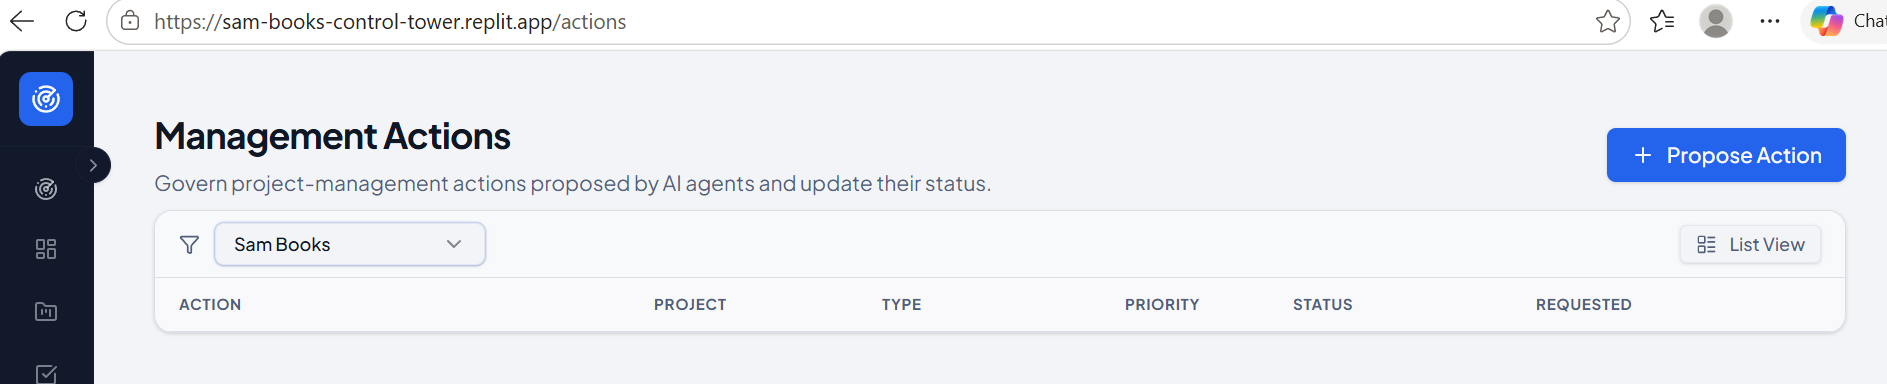 https://sam-books-control-tower.replit.app/actions
Management Actions
+ Propose Action
Govern project-management actions proposed by AI agents and update their status.
Sam Books
List View
ACTION PROJECT TYPE PRIORITY STATUS REQUESTED